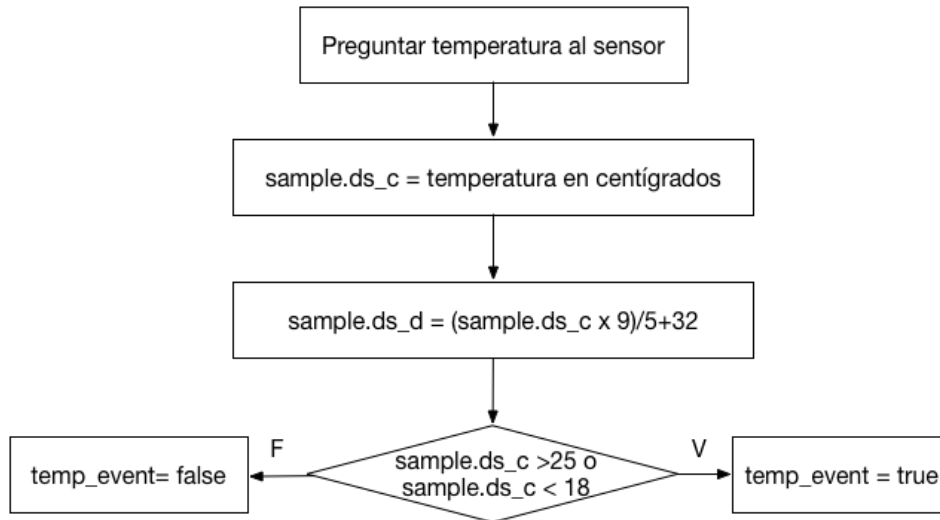 Preguntar temperatura al sensor
sample.ds_c = temperatura en centígrados
sample.ds_d = (sample.ds_c x 9)/5+32
F
V
temp_event= false
sample.ds_c >25 o
sample.ds_c < 18
temp_event = true